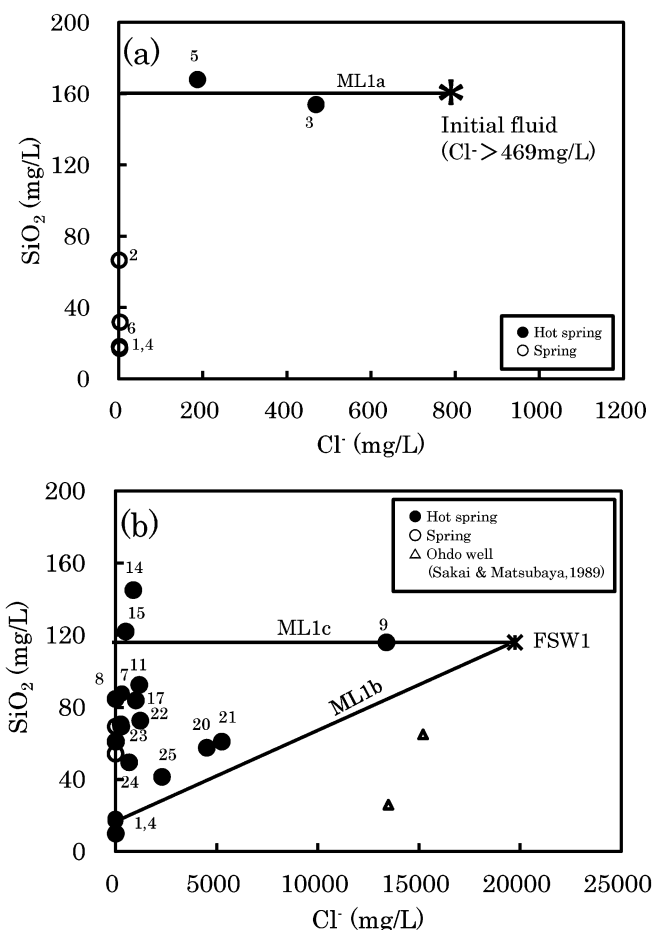 200
(a)
5
160
ML1a
3
Initial fluid
(Cl->469mg/L)
120
SiO2 (mg/L)
80
2
40
6
1,4
Hot spring
Spring
0
0 200 400 600 800 1000 1200
Cl- (mg/L)
200
(b)
Hot spring
Spring
Ohdo well
(Sakai & Matsubaya,1989)
160
14
15
120
ML1c
9
FSW1
SiO2 (mg/L)
11
7
8
80
17
22
ML1b
23
20
21
25
40
24
1,4
0
0 5000 10000 15000 20000 25000
Cl- (mg/L)